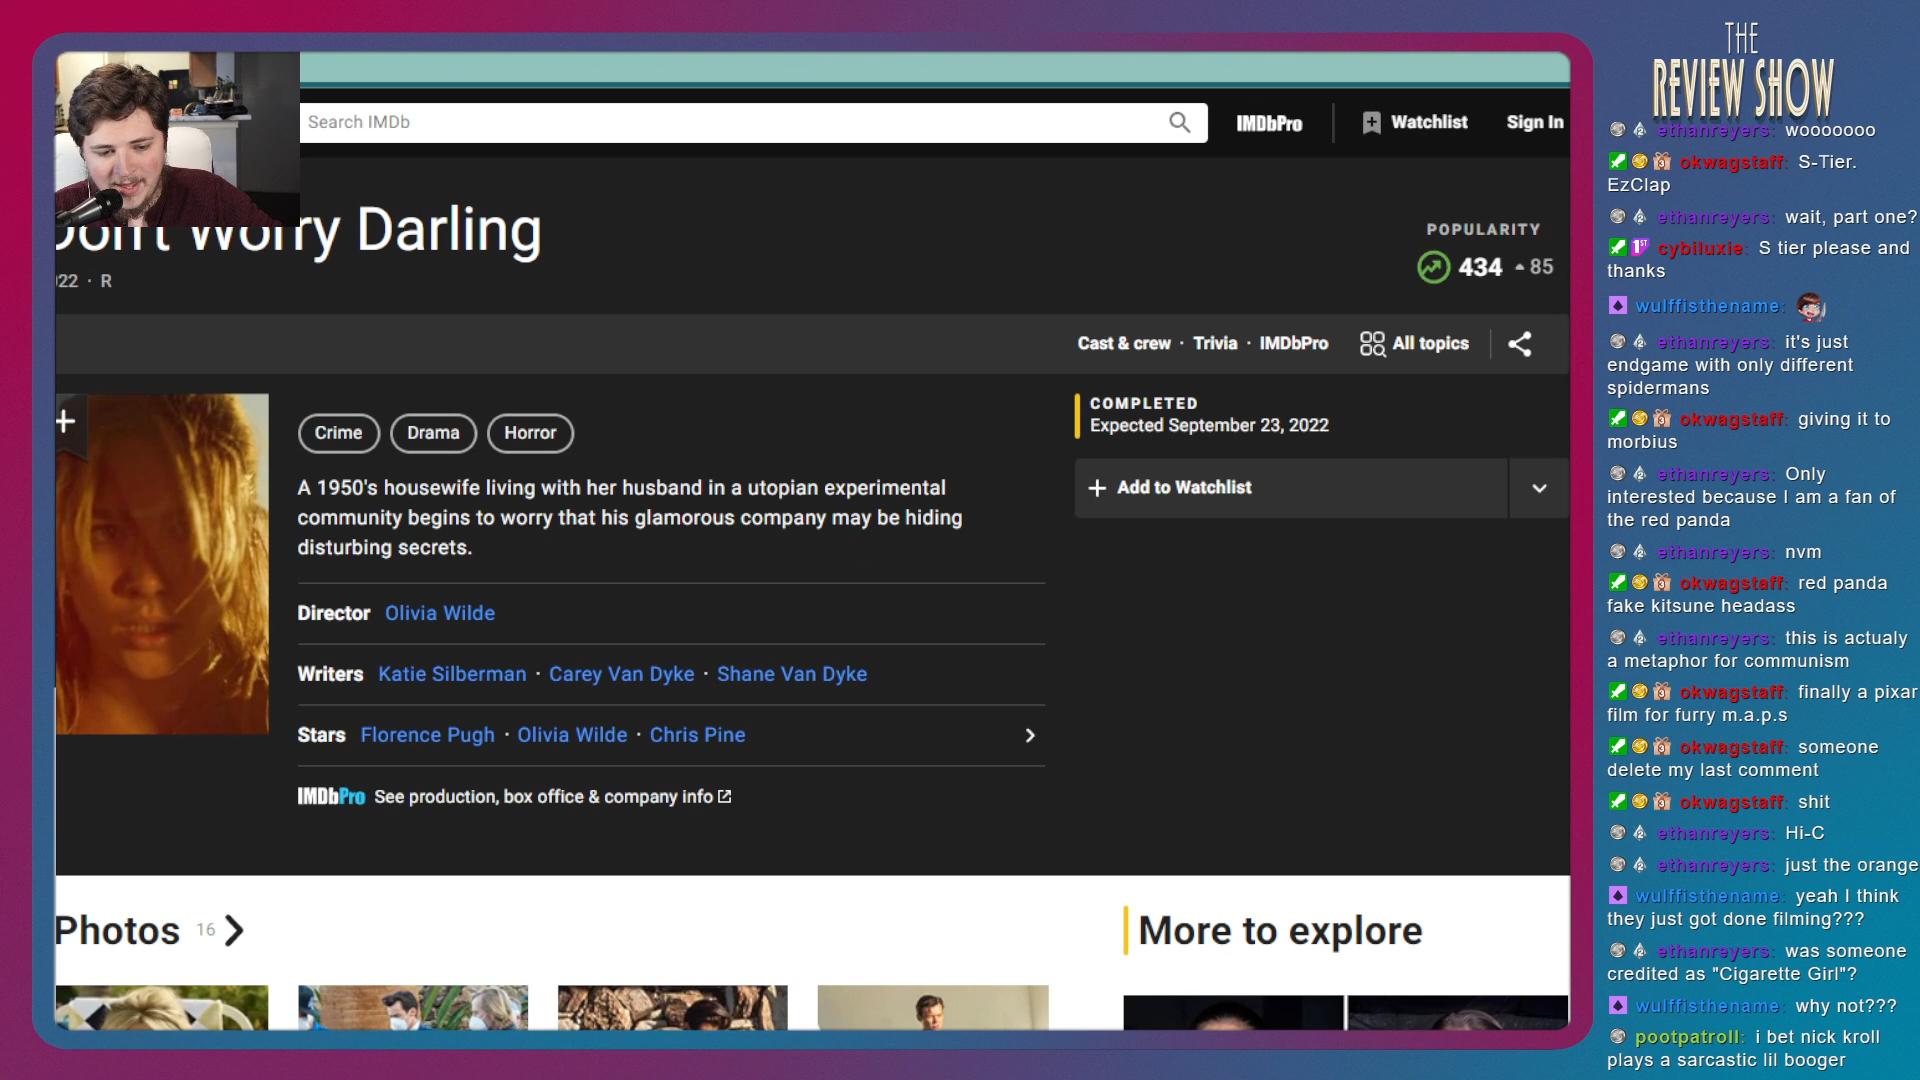 THE
REVIEW SHOW
Search IMDb
IMDbPro
Watchlist
Sign In
Don't Worry Darling
022 · R
POPULARITY
434 85
Cast & crew · Trivia · IMDbPro
All topics
Crime
Drama
Horror
A 1950's housewife living with her husband in a utopian experimental
community begins to worry that his glamorous company may be hiding
disturbing secrets.
Director Olivia Wilde
Writers Katie Silberman · Carey Van Dyke · Shane Van Dyke
Stars Florence Pugh · Olivia Wilde · Chris Pine
IMDbPro See production, box office & company info
COMPLETED
Expected September 23, 2022
+ Add to Watchlist
Photos 16
More to explore
ethanreyers: wooooooo
okwagstaff: S-Tier.
EzClap
ethanreyers: wait, part one?
cybiluxie: S tier please and
thanks
wulffisthename:
ethanreyers: it's just
endgame with only different
spidermans
okwagstaff: giving it to
morbius
ethanreyers: Only
interested because I am a fan of
the red panda
ethanreyers: nvm
okwagstaff: red panda
fake kitsune headass
ethanreyers: this is actualy
a metaphor for communism
okwagstaff: finally a pixar
film for furry m.a.p.s
okwagstaff: someone
delete my last comment
okwagstaff: shit
ethanreyers: Hi-C
ethanreyers: just the orange
wulffisthename: yeah I think
they just got done filming???
ethanreyers: was someone
credited as "Cigarette Girl"?
wulffisthename: why not???
pootpatroll: i bet nick kroll
plays a sarcastic lil booger